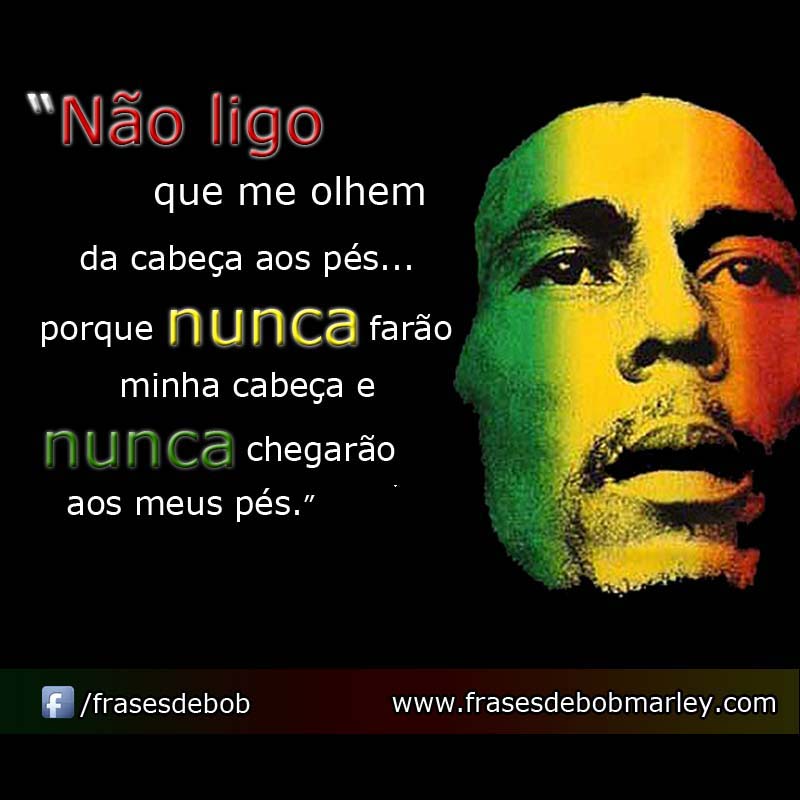 “Não ligo
que me olhem
da cabeça aos pés...
porque nunca farão
minha cabeça e
nunca chegarão
aos meus pés.”
f /frasesdebob
www.frasesdebobmarley.com